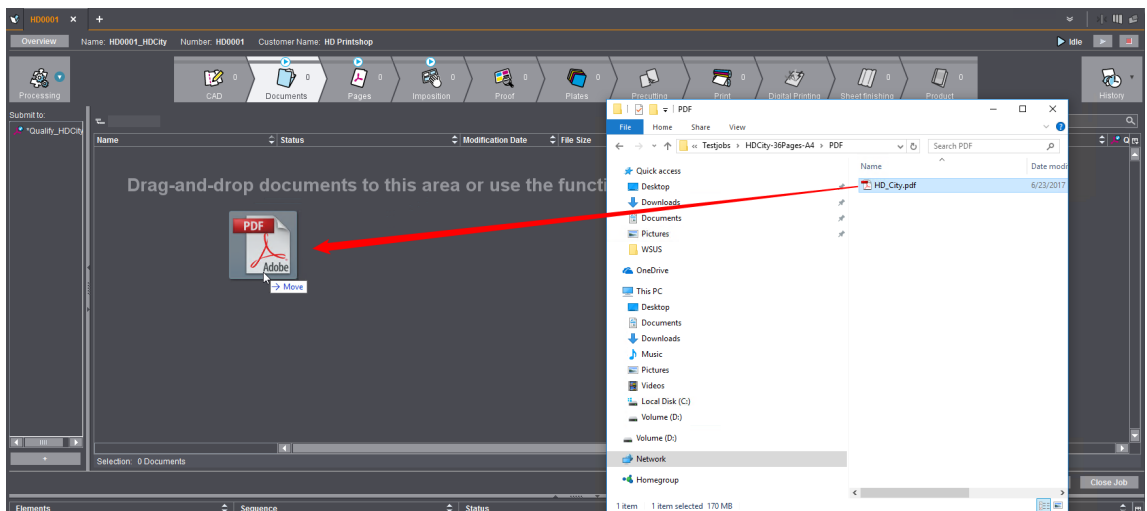 HD0001
Overview Name: HD0001_HDCity Number: HD0001 Customer Name: HD Printshop Idle
Processing
CAD 0
Documents 0
Pages 0
Imposition 0
Proof 0
Plates 0
Precutting
Print 0
Digital Printing
Sheet finishing 0
Product 0
History
Submit to:
*Qualify_HDCity
Name Status Modification Date File Size
Drag-and-drop documents to this area or use the functi
PDF
Adobe
→ Move
Selection: 0 Documents
Close Job
Elements Sequence Status
PDF
File Home Share View
« Testjobs > HDCity-36Pages-A4 > PDF
Search PDF
Quick access
Desktop
Downloads
Documents
Pictures
WSUS
OneDrive
This PC
Desktop
Documents
Downloads
Music
Pictures
Videos
Local Disk (C:)
Volume (D:)
Volume (D:)
Network
Homegroup
Name Date modi
HD_City.pdf 6/23/2017
1 item 1 item selected 170 MB